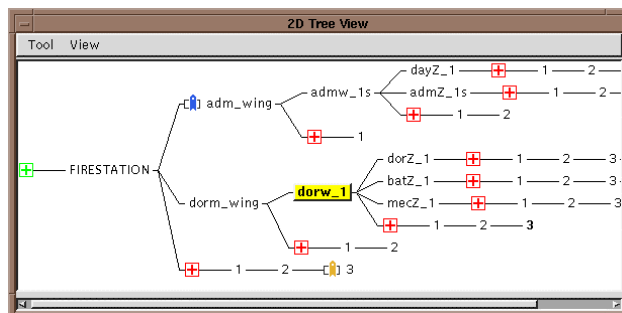 2D Tree View
Tool View
dayZ_1 1 2
adm_wing admw_1s admZ_1s 1 2
1 2
1
FIRESTATION
dorZ_1 1 2 3
dorm_wing dorw_1 batZ_1 1 2 3
mecZ_1 1 2 3
1 2 3
1 2
1 2 3